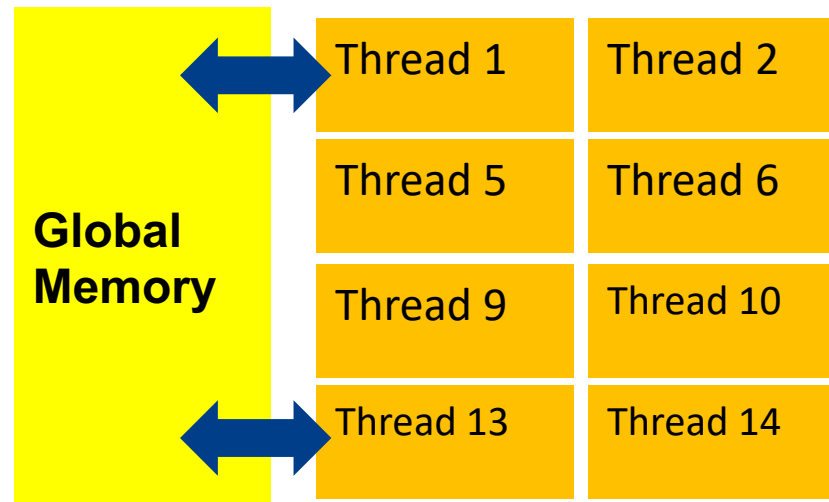 Global
Memory
Thread 1
Thread 2
Thread 5
Thread 6
Thread 9
Thread 10
Thread 13
Thread 14